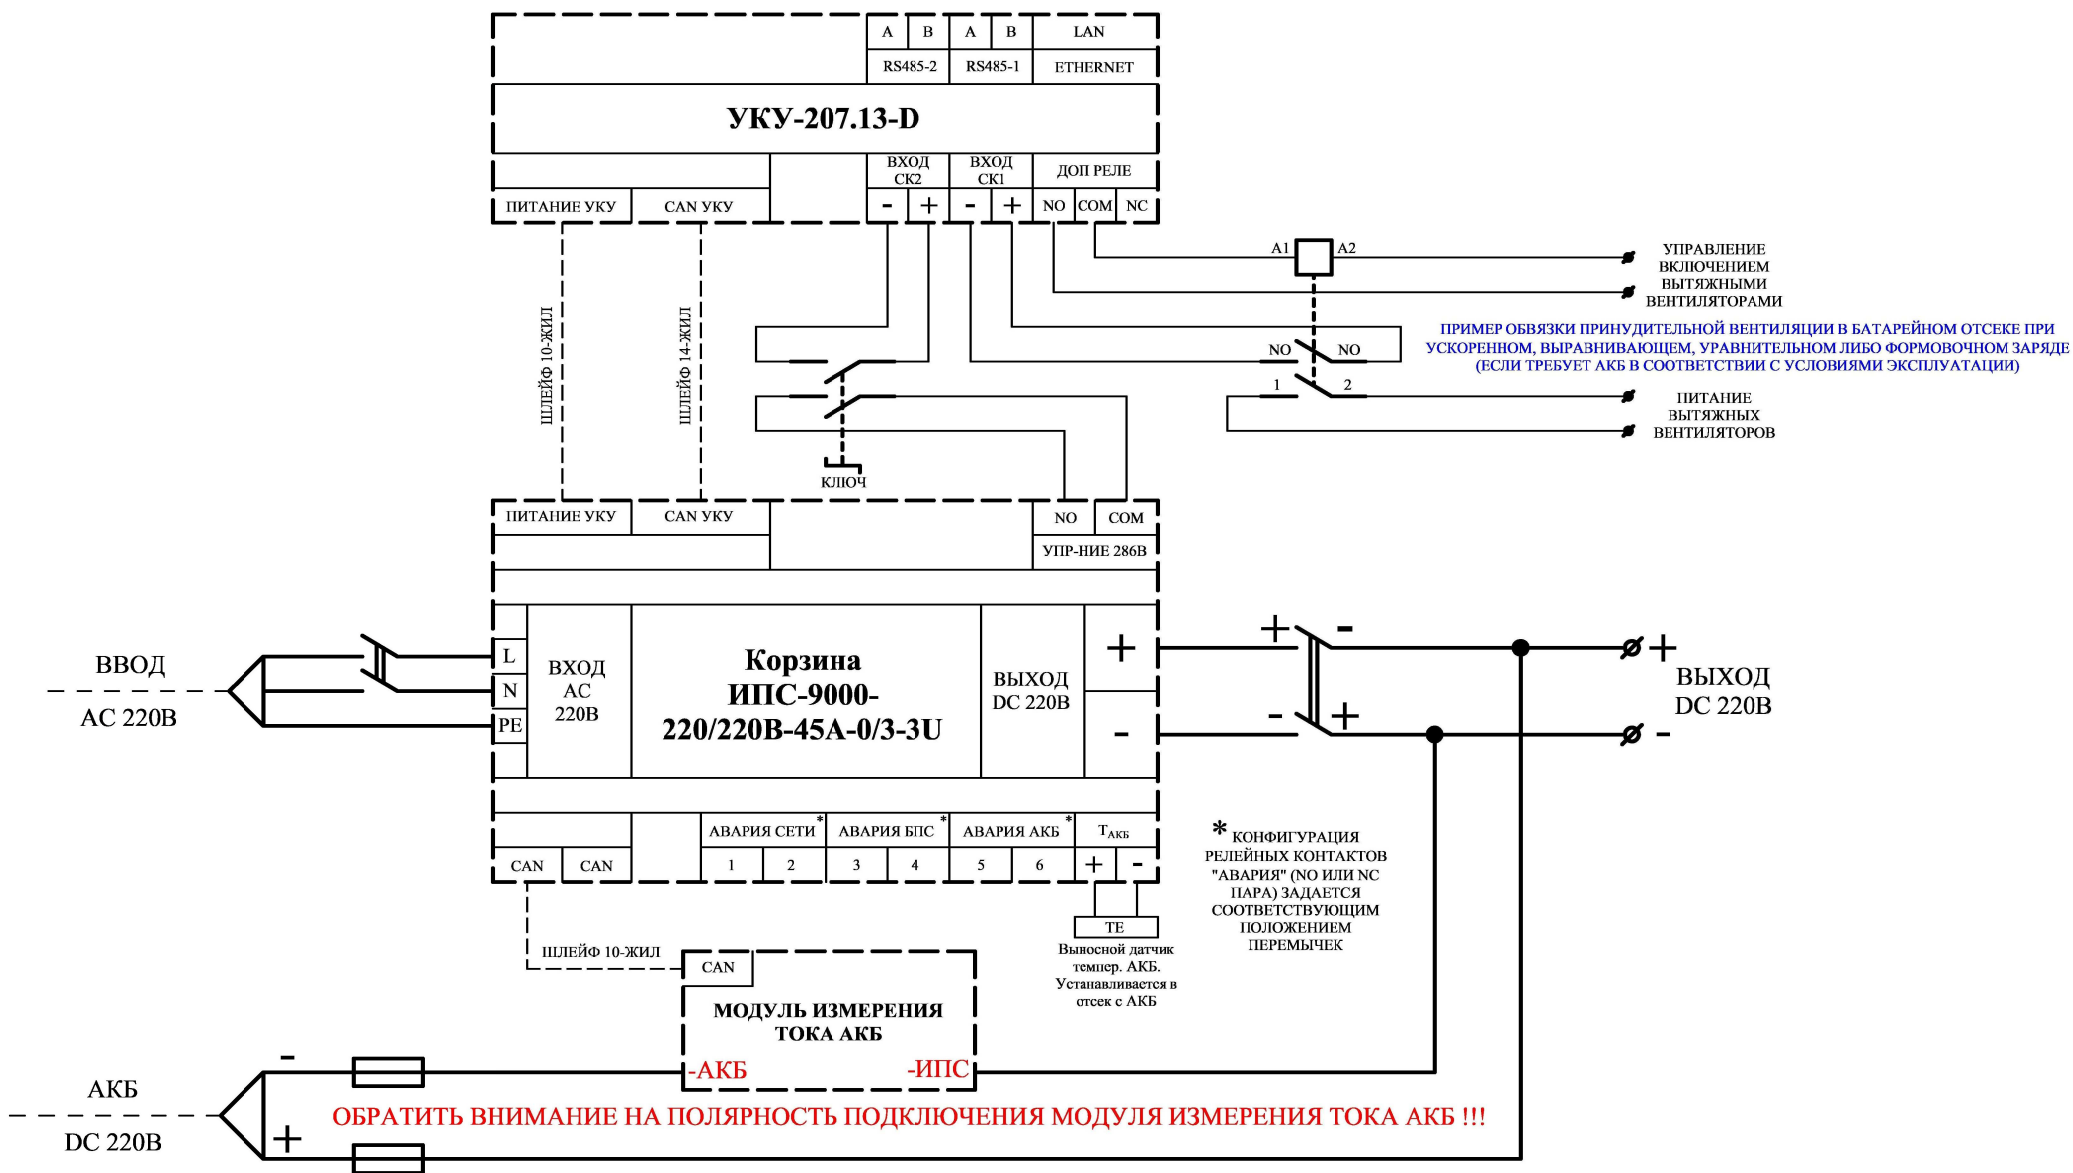 A B A B LAN
RS485-2 RS485-1 ETHERNET
УКУ-207.13-D
ВХОД СК2 ВХОД СК1 ДОП РЕЛЕ
ПИТАНИЕ УКУ CAN УКУ - + - + NO COM NC
A1 A2
УПРАВЛЕНИЕ
ВКЛЮЧЕНИЕМ
ВЫТЯЖНЫМИ
ВЕНТИЛЯТОРАМИ
ШЛЕЙФ 10-ЖИЛ
ШЛЕЙФ 14-ЖИЛ
ПРИМЕР ОБВЯЗКИ ПРИНУДИТЕЛЬНОЙ ВЕНТИЛЯЦИИ В БАТАРЕЙНОМ ОТСЕКЕ ПРИ
УСКОРЕННОМ, ВЫРАЗНИВАЮЩЕМ, УРАВНИТЕЛЬНОМ ЛИБО ФОРМОВОЧНОМ ЗАРЯДЕ
(ЕСЛИ ТРЕБУЕТ АКБ В СООТВЕТСТВИИ С УСЛОВИЯМИ ЭКСПЛУАТАЦИИ)
NO NO
1 2
ПИТАНИЕ
ВЫТЯЖНЫХ
ВЕНТИЛЯТОРОВ
КЛЮЧ
ПИТАНИЕ УКУ CAN УКУ NO COM
УПР-НИЕ 286В
ВВОД
AC 220В
L
N
PE
ВХОД
AC
220В
Корзина
ИПС-9000-
220/220В-45А-0/3-3U
ВЫХОД
DC 220В
+
-
+ -
- +
+
-
ВЫХОД
DC 220В
АВАРИЯ СЕТИ* АВАРИЯ БПС* АВАРИЯ АКБ* ТАКБ
CAN CAN 1 2 3 4 5 6 + -
* КОНФИГУРАЦИЯ
РЕЛЕЙНЫХ КОНТАКТОВ
"АВАРИЯ" (NO ИЛИ NC
ПАРА) ЗАДАЕТСЯ
СООТВЕТСТВУЮЩИМ
ПОЛОЖЕНИЕМ
ПЕРЕМЫЧЕК
TE
Выносной датчик
темпер. АКБ.
Устанавливается в
отсек с АКБ
ШЛЕЙФ 10-ЖИЛ
CAN
МОДУЛЬ ИЗМЕРЕНИЯ
ТОКА АКБ
-АКБ -ИПС
АКБ
DC 220В
-
+
ОБРАТИТЬ ВНИМАНИЕ НА ПОЛЯРНОСТЬ ПОДКЛЮЧЕНИЯ МОДУЛЯ ИЗМЕРЕНИЯ ТОКА АКБ !!!